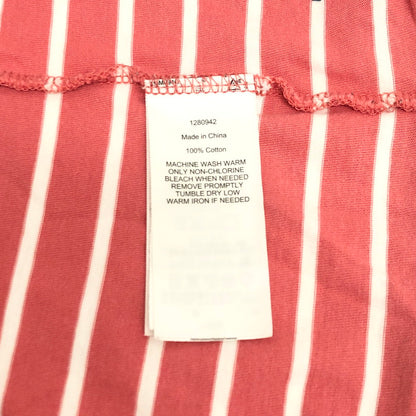 1280942
Made in China
100% Cotton
MACHINE WASH WARM
ONLY NON-CHLORINE
BLEACH WHEN NEEDED
REMOVE PROMPTLY
TUMBLE DRY LOW
WARM IRON IF NEEDED